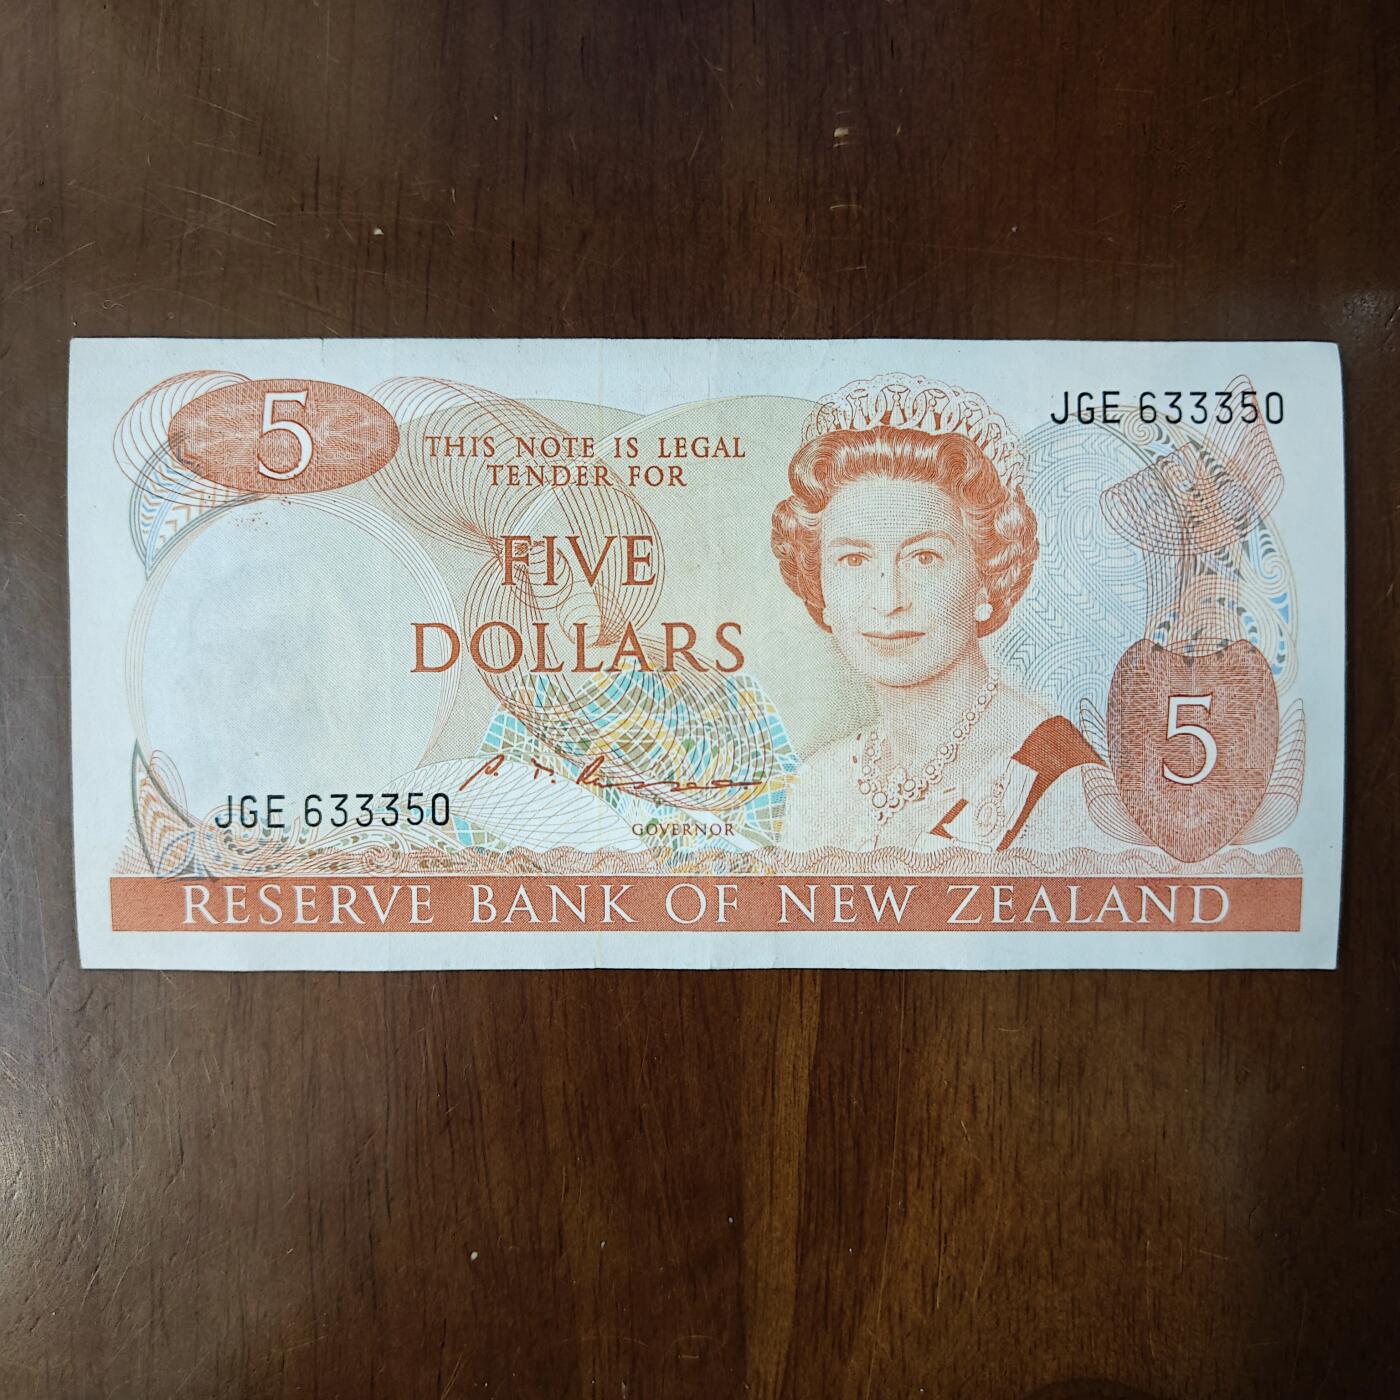 5
JGE 633350
THIS NOTE IS LEGAL
TENDER FOR
FIVE
DOLLARS
5
JGE 633350
GOVERNOR
RESERVE BANK OF NEW ZEALAND